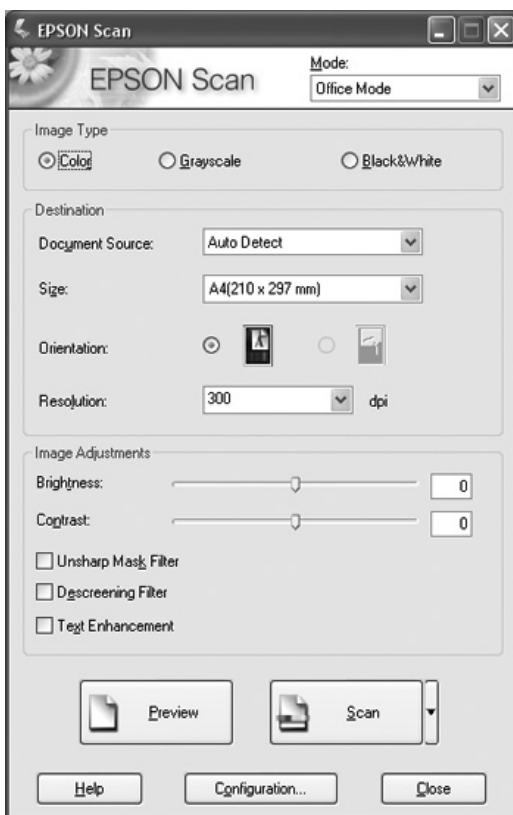 EPSON Scan
EPSON Scan
Mode:
Office Mode
Image Type
Color Grayscale Black&White
Destination
Document Source: Auto Detect
Size: A4(210 x 297 mm)
Orientation:
Resolution: 300 dpi
Image Adjustments
Brightness: 0
Contrast: 0
Unsharp Mask Filter
Descreening Filter
Text Enhancement
Preview Scan
Help Configuration... Close